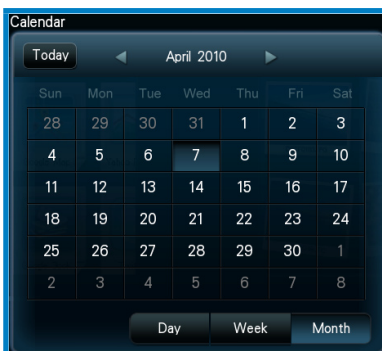 Calendar
Today April 2010
Sun Mon Tue Wed Thu Fri Sat
28 29 30 31 1 2 3
4 5 6 7 8 9 10
11 12 13 14 15 16 17
18 19 20 21 22 23 24
25 26 27 28 29 30 1
2 3 4 5 6 7 8
Day Week Month